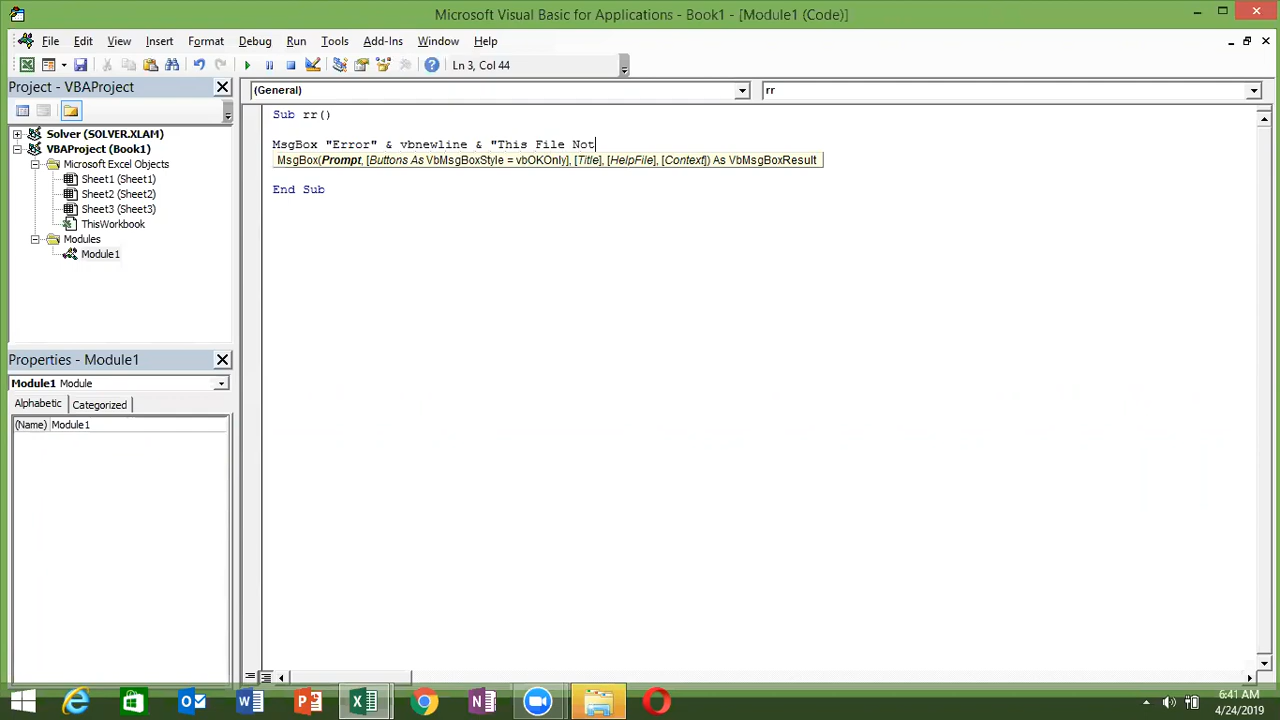 Microsoft Visual Basic for Applications - Book1 - [Module1 (Code)]
File Edit View Insert Format Debug Run Tools Add-Ins Window Help
Ln 3, Col 44
Project - VBAProject
(General) rr
Sub rr()
Solver (SOLVER.XLAM)
VBAProject (Book1)
MsgBox "Error" & vbnewline & "This File Not
MsgBox(Prompt, [Buttons As VbMsgBoxStyle = vbOKOnly], [Title], [HelpFile], [Context]) As VbMsgBoxResult
Microsoft Excel Objects
Sheet1 (Sheet1)
End Sub
Sheet2 (Sheet2)
Sheet3 (Sheet3)
ThisWorkbook
Modules
Module1
Properties - Module1
Module1 Module
Alphabetic Categorized
(Name) Module1
6:41 AM
4/24/2019